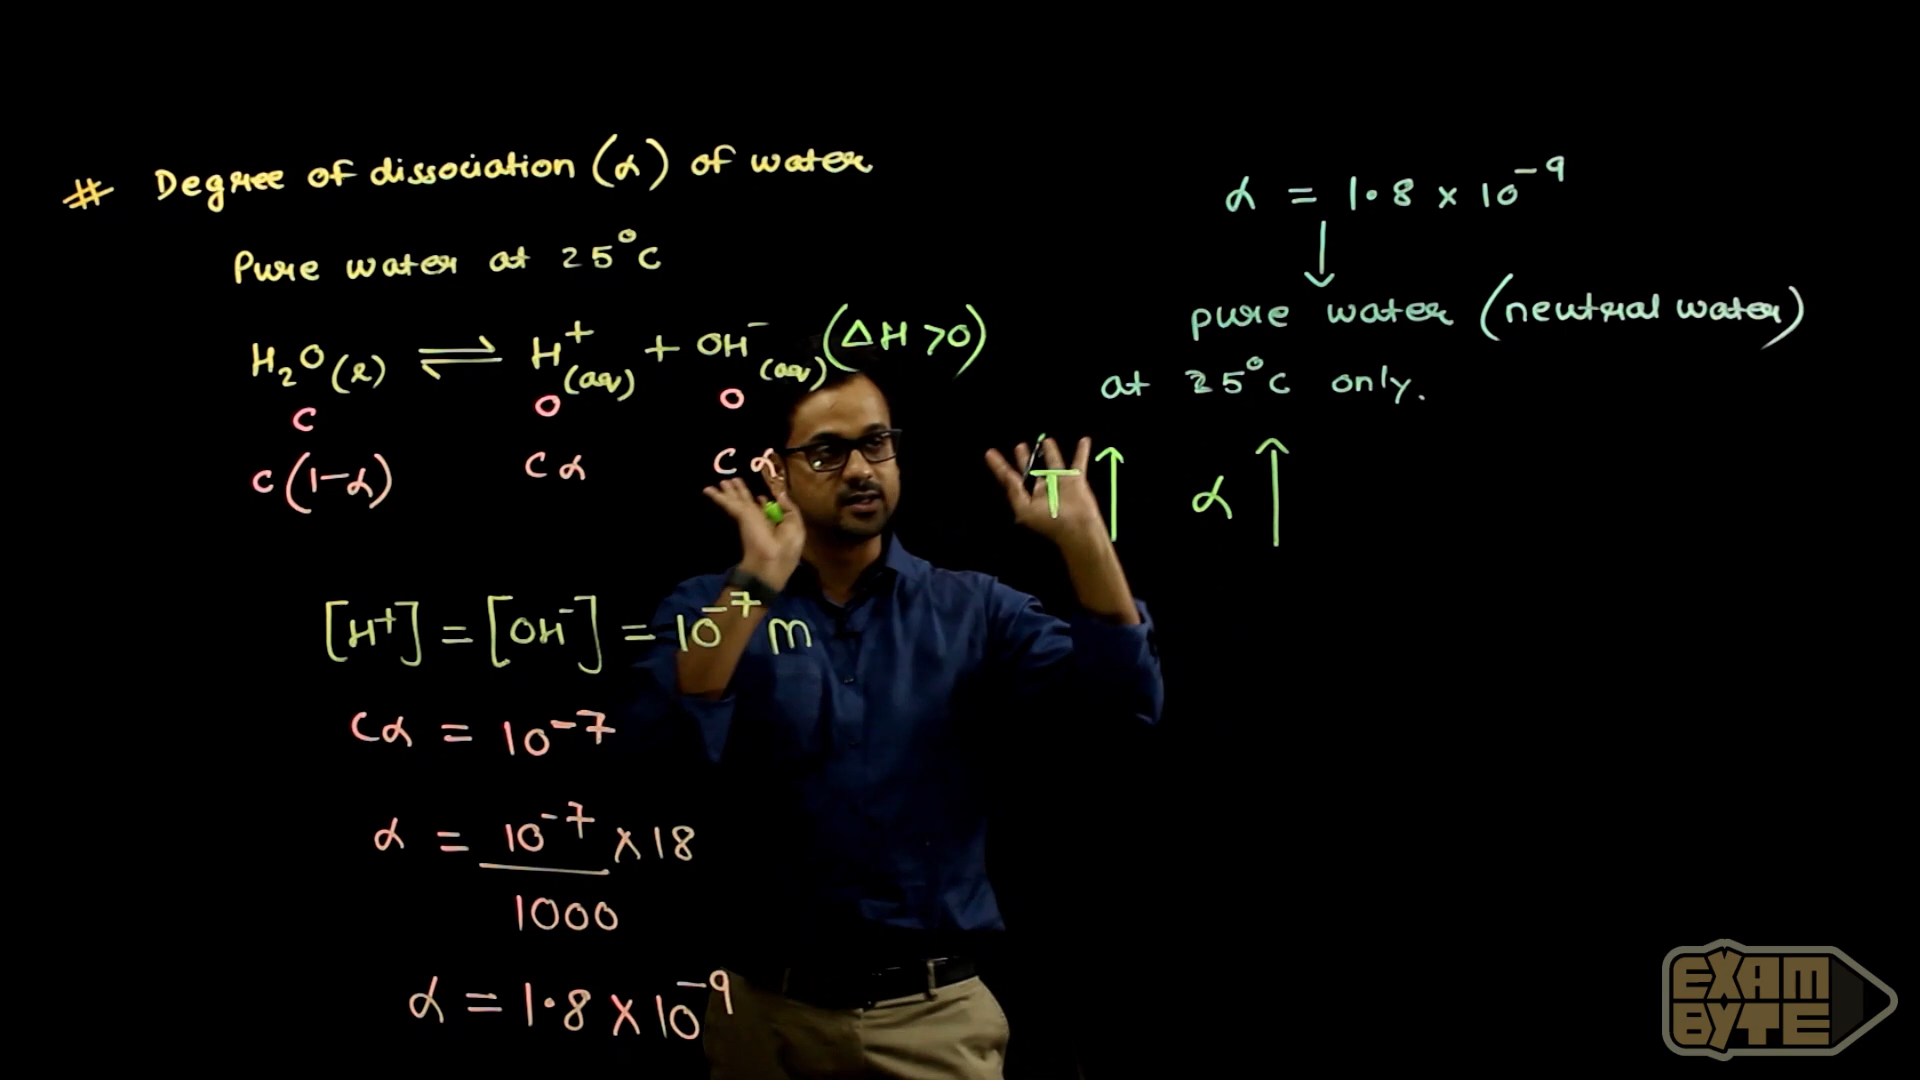 # Degree of dissociation (α) of water
Pure water at 25°C
H₂O(l) ⇌ H⁺(aq) + OH⁻(aq) (ΔH >0)
C 0 0
C(1-α) Cα Cα
[H⁺] = [OH⁻] = 10⁻⁷ m
Cα = 10⁻⁷
α = 10⁻⁷ × 18
1000
α = 1.8 × 10⁻⁹
α = 1.8 × 10⁻⁹
↓
pure water (neutral water)
at 25°C only.
T ↑ α ↑
EXAM
BYTE